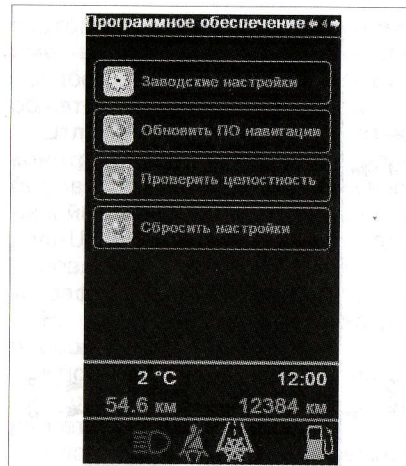 Программное обеспечение
Заводские настройки
Обновить ПО навигации
Проверить целостность
Сбросить настройки
2 °C 12:00
54.6 км 12384 км